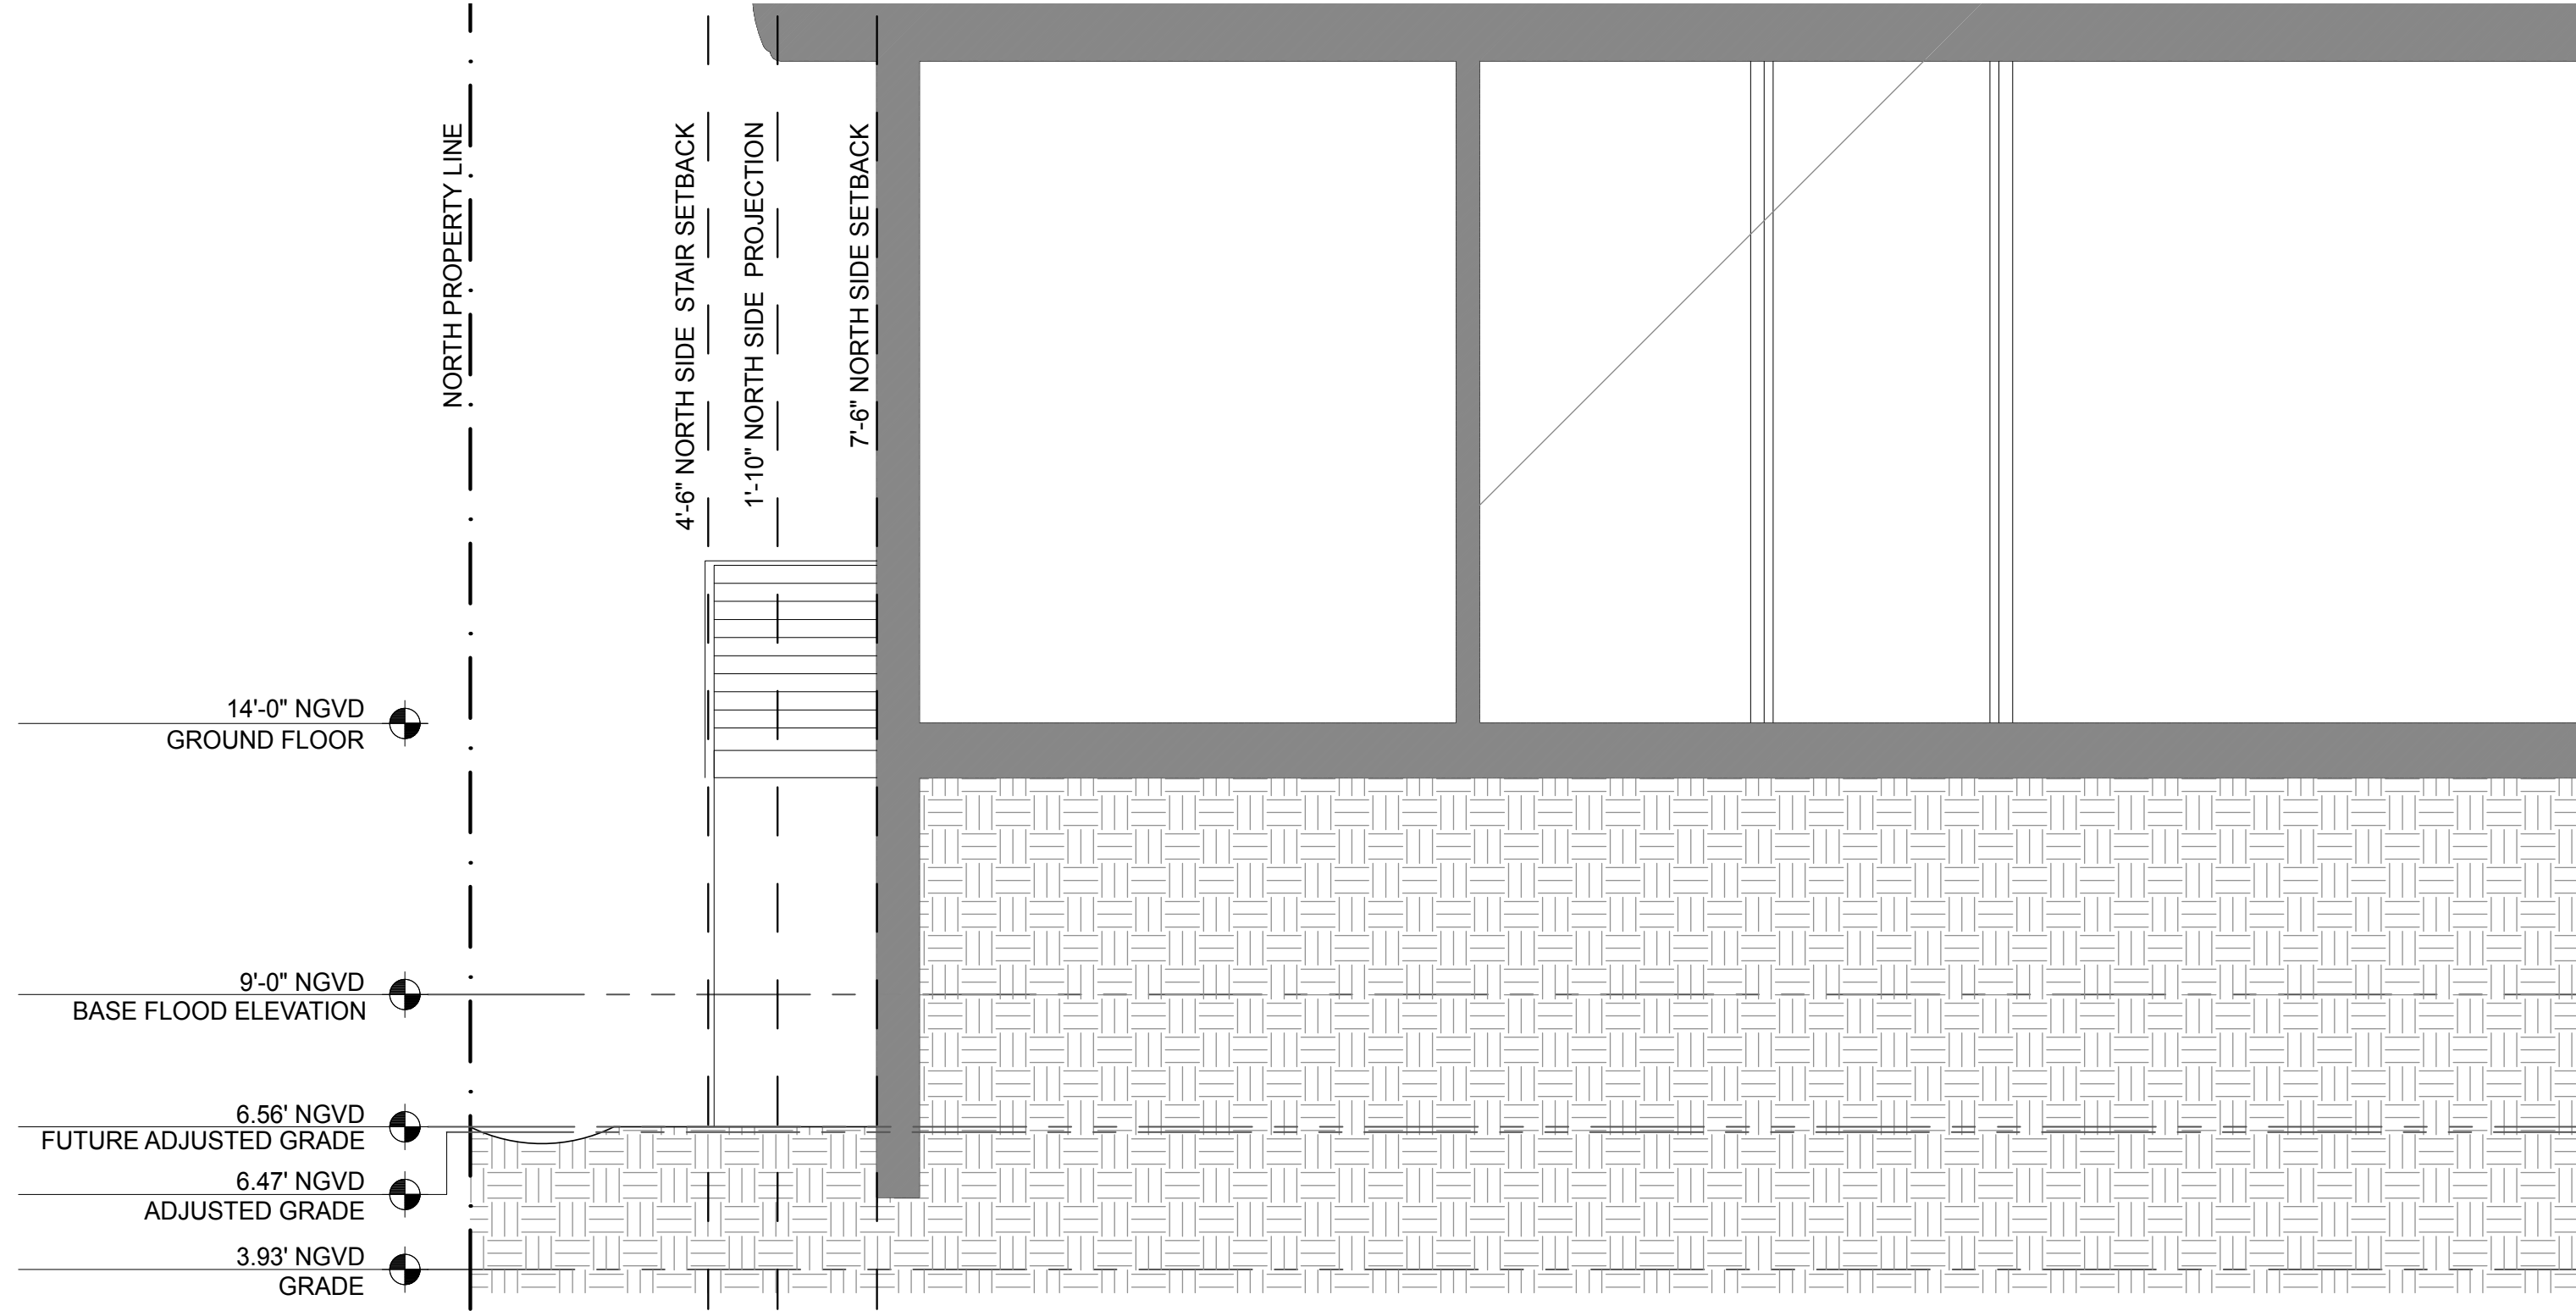 NORTH PROPERTY LINE
4'-6" NORTH SIDE STAIR SETBACK
1'-10" NORTH SIDE PROJECTION
7'-6" NORTH SIDE SETBACK
14'-0" NGVD
GROUND FLOOR
9'-0" NGVD
BASE FLOOD ELEVATION
6.56' NGVD
FUTURE ADJUSTED GRADE
6.47' NGVD
ADJUSTED GRADE
3.93' NGVD
GRADE